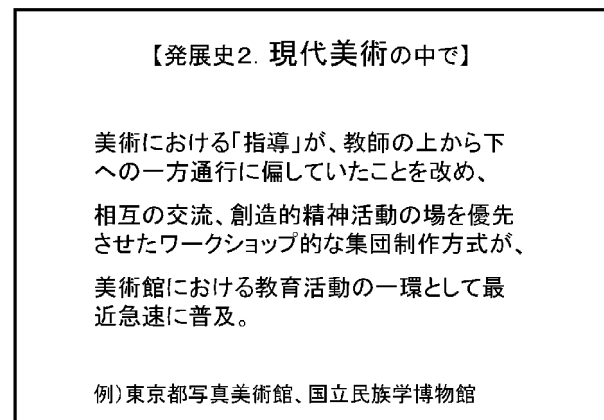 【発展史2. 現代美術の中で】
美術における「指導」が、教師の上から下
への一方通行に偏していたことを改め、
相互の交流、創造的精神活動の場を優先
させたワークショップ的な集団制作方式が、
美術館における教育活動の一環として最
近急速に普及。
例)東京都写真美術館、国立民族学博物館